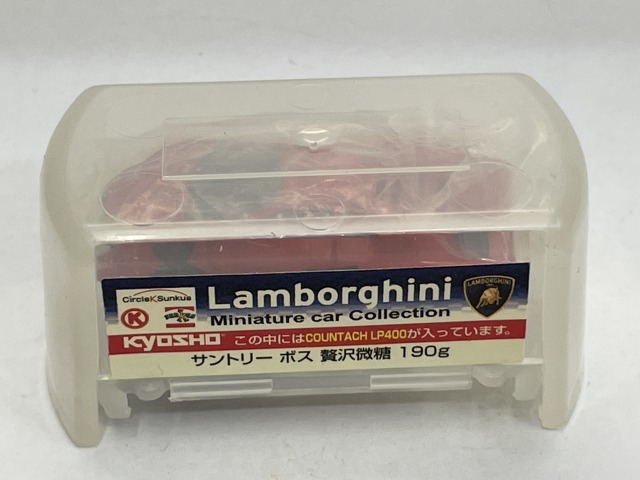 CircleKSunkus
K
Lamborghini
Miniature car Collection
LAMBORGHINI
KYOSHO この中にはCOUNTACH LP400が入っています。
サントリー ボス 贅沢微糖 190g